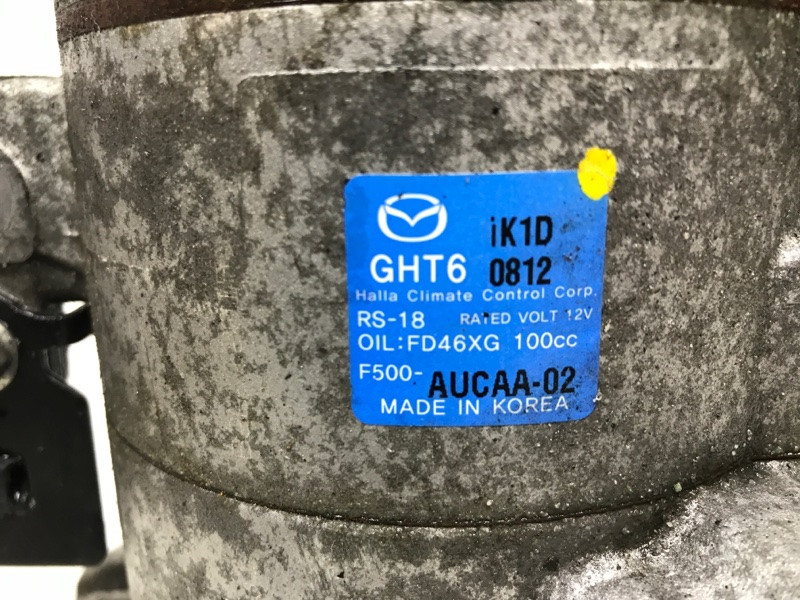 iK1D
GHT6 0812
Halla Climate Control Corp.
RS-18 RATED VOLT 12V
OIL:FD46XG 100cc
F500-AUCAA-02
MADE IN KOREA